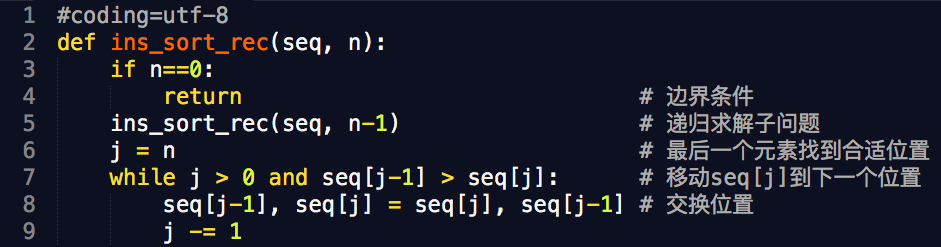 1 #coding=utf-8
2 def ins_sort_rec(seq, n):
3     if n==0:
4         return                              # 边界条件
5     ins_sort_rec(seq, n-1)                  # 递归求解子问题
6     j = n                                   # 最后一个元素找到合适位置
7     while j > 0 and seq[j-1] > seq[j]:      # 移动seq[j]到下一个位置
8         seq[j-1], seq[j] = seq[j], seq[j-1] # 交换位置
9         j -= 1